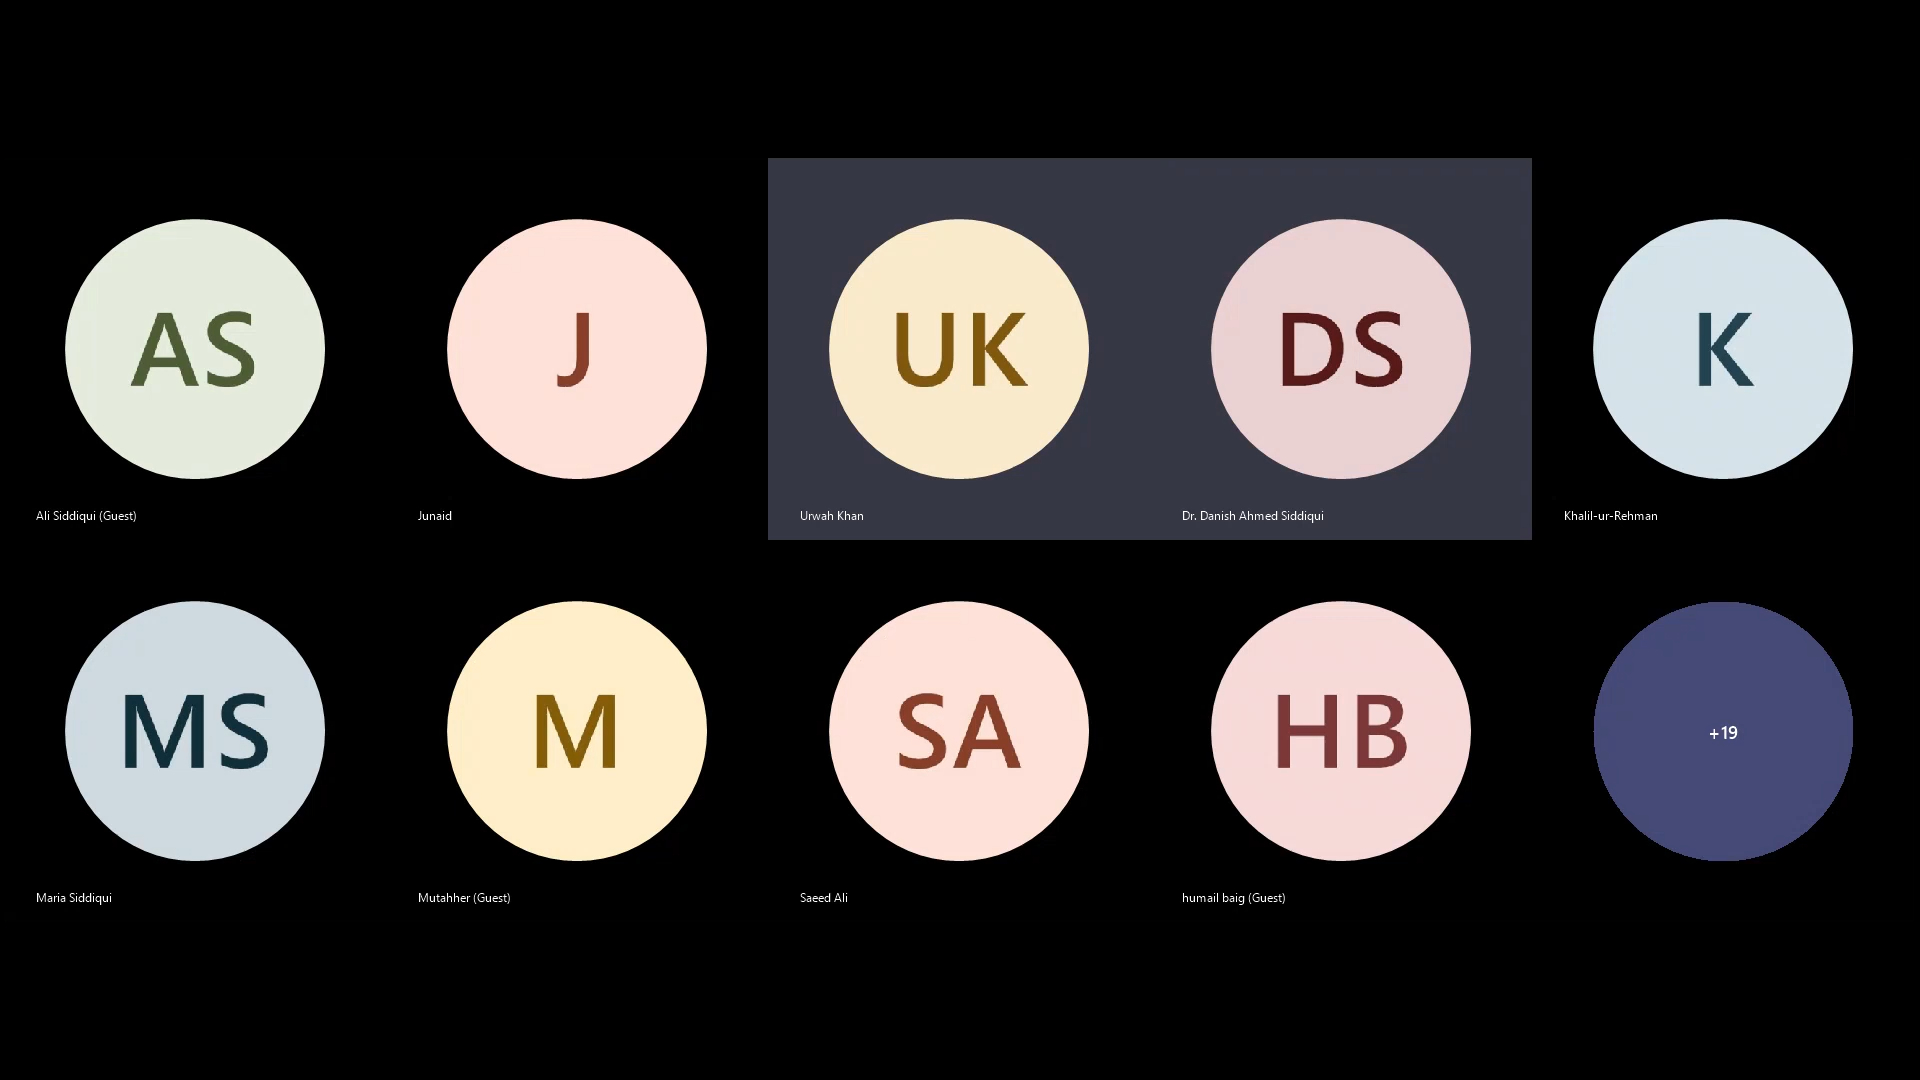 AS
J
UK
DS
K
Ali Siddiqui (Guest)
Junaid
Urwah Khan
Dr. Danish Ahmed Siddiqui
Khalil-ur-Rehman
MS
M
SA
HB
+19
Maria Siddiqui
Mutahher (Guest)
Saeed Ali
humail baig (Guest)